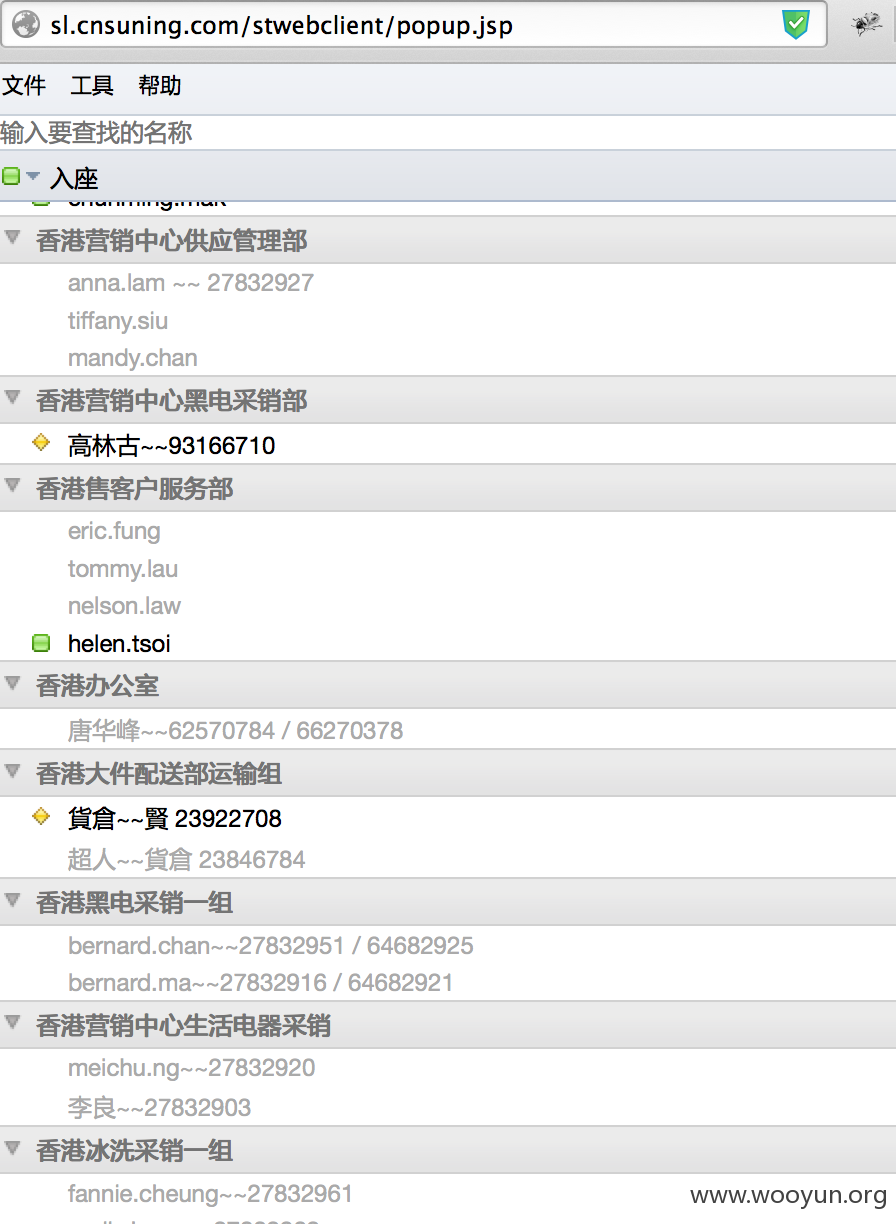 sl.cnsuning.com/stwebclient/popup.jsp
文件 工具 帮助
输入要查找的名称
入座
chunming.mak
香港营销中心供应管理部
anna.lam ~~ 27832927
tiffany.siu
mandy.chan
香港营销中心黑电采销部
高林古~~93166710
香港售客户服务部
eric.fung
tommy.lau
nelson.law
helen.tsoi
香港办公室
唐华峰~~62570784 / 66270378
香港大件配送部运输组
貨倉~~賢 23922708
超人~~貨倉 23846784
香港黑电采销一组
bernard.chan~~27832951 / 64682925
bernard.ma~~27832916 / 64682921
香港营销中心生活电器采销
meichu.ng~~27832920
李良~~27832903
香港冰洗采销一组
fannie.cheung~~27832961
www.wooyun.org